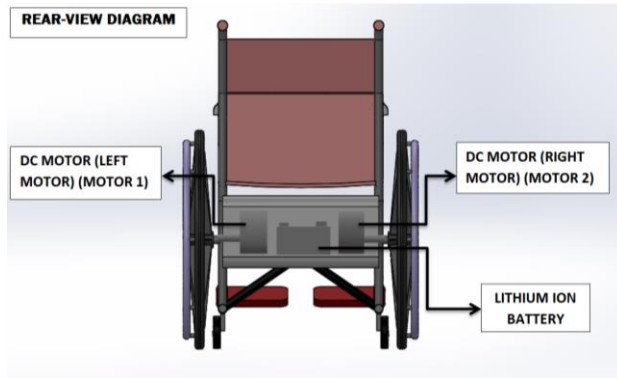 REAR-VIEW DIAGRAM
DC MOTOR (LEFT
MOTOR) (MOTOR 1)
DC MOTOR (RIGHT
MOTOR) (MOTOR 2)
LITHIUM ION
BATTERY